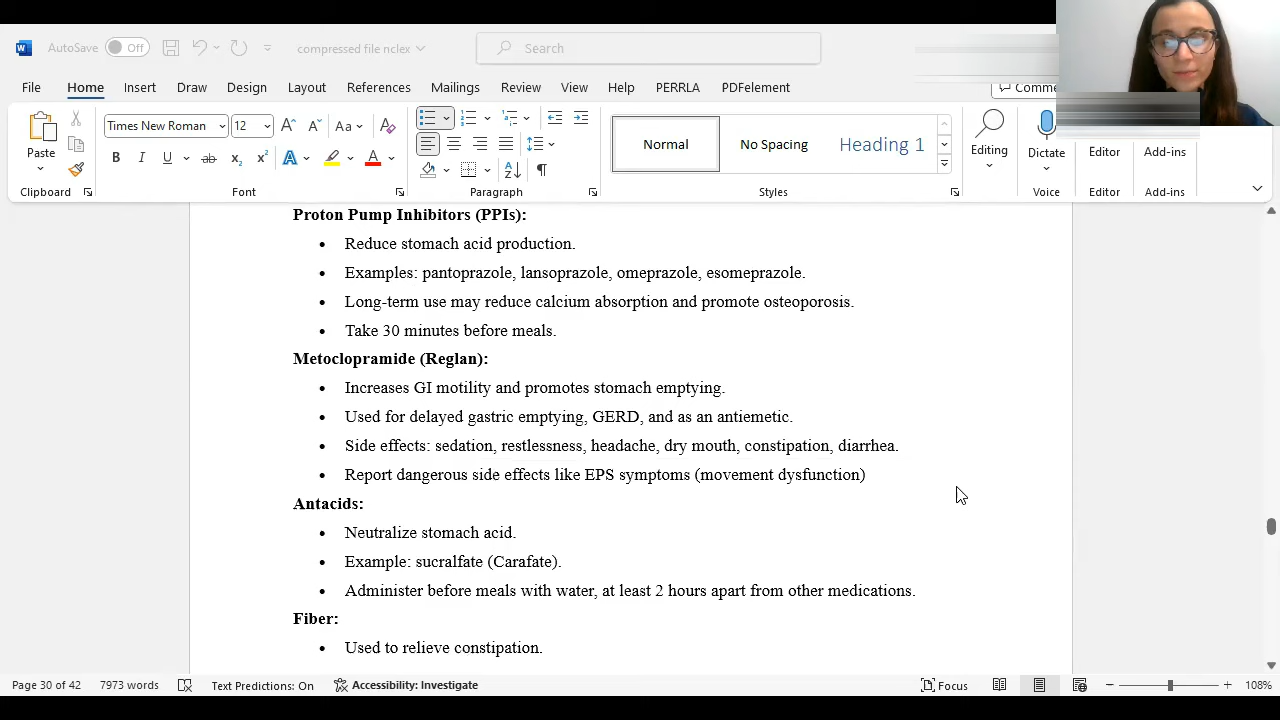 AutoSave Off compressed file nclex Search
File Home Insert Draw Design Layout References Mailings Review View Help PERRLA PDFelement
Paste Times New Roman 12 Aa Normal No Spacing Heading 1 Editing Dictate Editor Add-ins
Clipboard Font Paragraph Styles Voice Editor Add-ins
Proton Pump Inhibitors (PPIs):
• Reduce stomach acid production.
• Examples: pantoprazole, lansoprazole, omeprazole, esomeprazole.
• Long-term use may reduce calcium absorption and promote osteoporosis.
• Take 30 minutes before meals.
Metoclopramide (Reglan):
• Increases GI motility and promotes stomach emptying.
• Used for delayed gastric emptying, GERD, and as an antiemetic.
• Side effects: sedation, restlessness, headache, dry mouth, constipation, diarrhea.
• Report dangerous side effects like EPS symptoms (movement dysfunction)
Antacids:
• Neutralize stomach acid.
• Example: sucralfate (Carafate).
• Administer before meals with water, at least 2 hours apart from other medications.
Fiber:
• Used to relieve constipation.
Page 30 of 42 7973 words Text Predictions: On Accessibility: Investigate Focus 108%